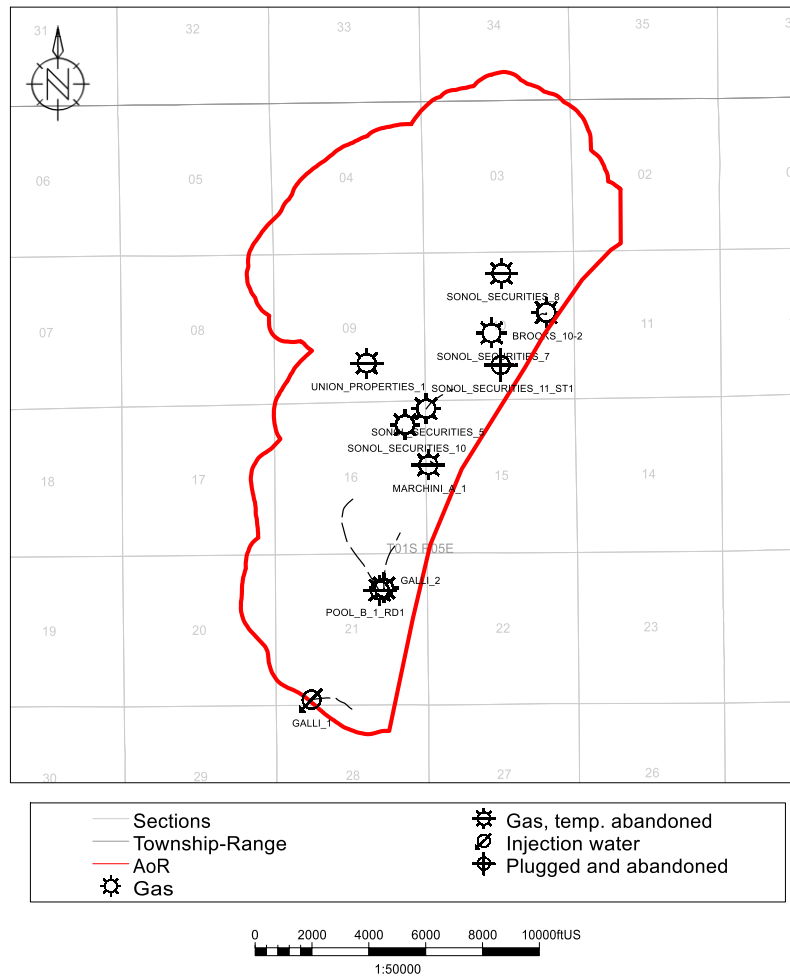 31 32 33 34 35 3
N
06 05 04 03 02 0
SONOL_SECURITIES_8
07 08 09 11
BROOKS_10-2
SONOL_SECURITIES_7
UNION_PROPERTIES_1
SONOL_SECURITIES_11_ST1
SONOL_SECURITIES_5
SONOL_SECURITIES_10
18 17 16 15 14
MARCHINI_A_1
T01S R05E
GALLI_2
POOL_B_1_RD1
19 20 21 22 23
GALLI_1
30 29 28 27 26
Sections
Township-Range
AoR
Gas
Gas, temp. abandoned
Injection water
Plugged and abandoned
0 2000 4000 6000 8000 10000ftUS
1:50000